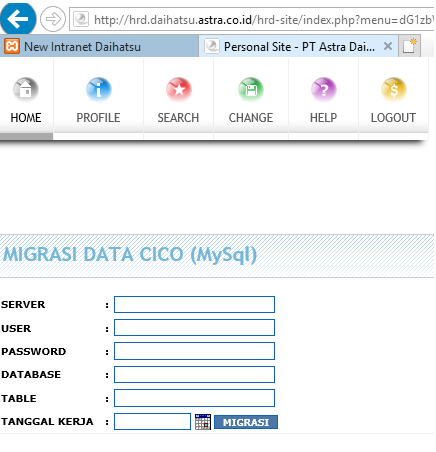 http://hrd.daihatsu.astra.co.id/hrd-site/index.php?menu=dG1zb
New Intranet Daihatsu
Personal Site - PT Astra Dai...
HOME PROFILE SEARCH CHANGE HELP LOGOUT
MIGRASI DATA CICO (MySql)
SERVER :
USER :
PASSWORD :
DATABASE :
TABLE :
TANGGAL KERJA : MIGRASI